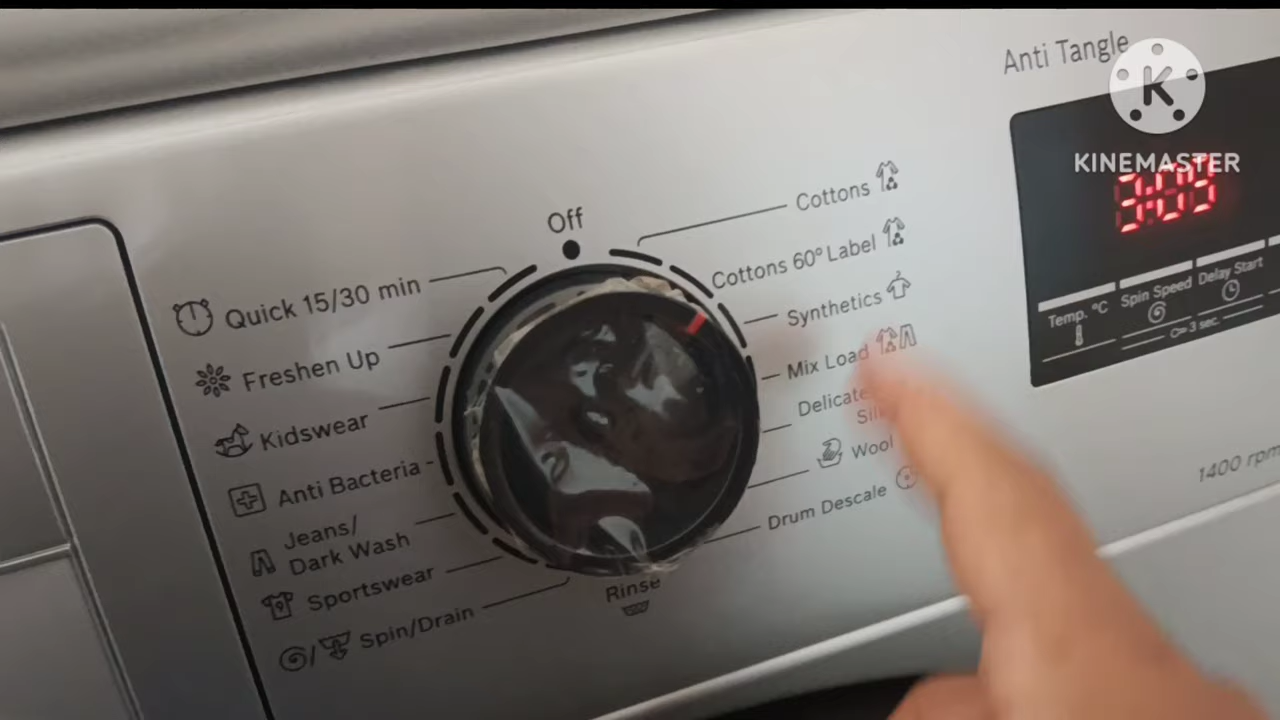 Anti Tangle
K
KINEMASTER
3:05
Temp. °C
Spin Speed
Delay Start
3 sec.
1400 rpm
Off
Cottons
Cottons 60° Label
Synthetics
Mix Load
Wool
Drum Descale
Rinse
Quick 15/30 min
Freshen Up
Kidswear
Anti Bacteria
Jeans/
Dark Wash
Sportswear
Spin/Drain